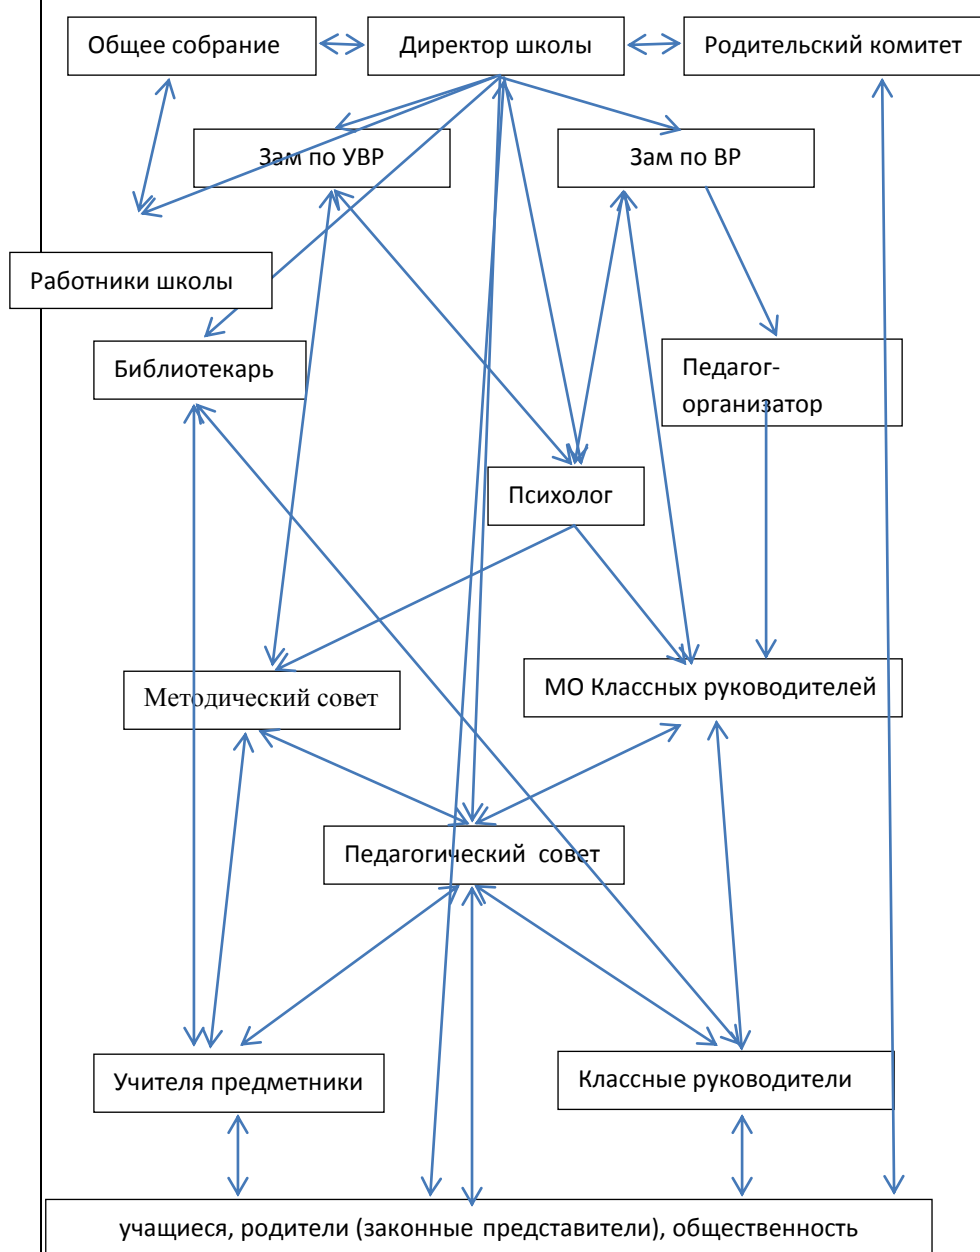 Общее собрание
Директор школы
Родительский комитет
Зам по УВР
Зам по ВР
Работники школы
Библиотекарь
Педагог-
организатор
Психолог
Методический совет
МО Классных руководителей
Педагогический совет
Учителя предметники
Классные руководители
учащиеся, родители (законные представители), общественность